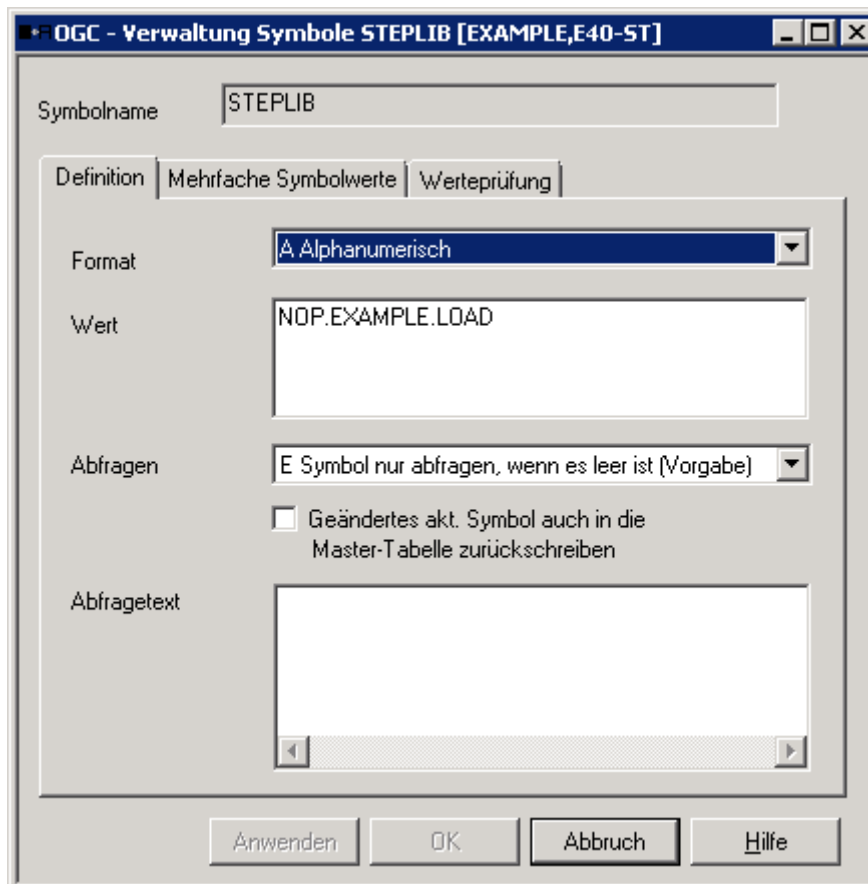 OGC - Verwaltung Symbole STEPLIB [EXAMPLE,E40-ST]
Symbolname STEPLIB
Definition Mehrfache Symbolwerte Werteprüfung
Format A Alphanumerisch
Wert NOP.EXAMPLE.LOAD
Abfragen E Symbol nur abfragen, wenn es leer ist (Vorgabe)
Geändertes akt. Symbol auch in die
Master-Tabelle zurückschreiben
Abfragetext
Anwenden OK Abbruch Hilfe